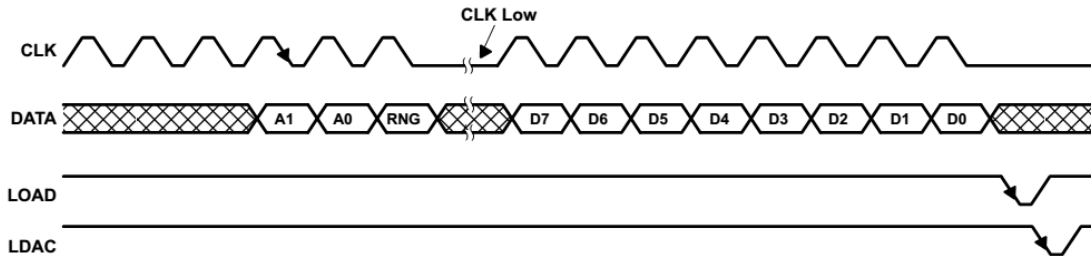 CLK Low
CLK
DATA A1 A0 RNG D7 D6 D5 D4 D3 D2 D1 D0
LOAD
LDAC